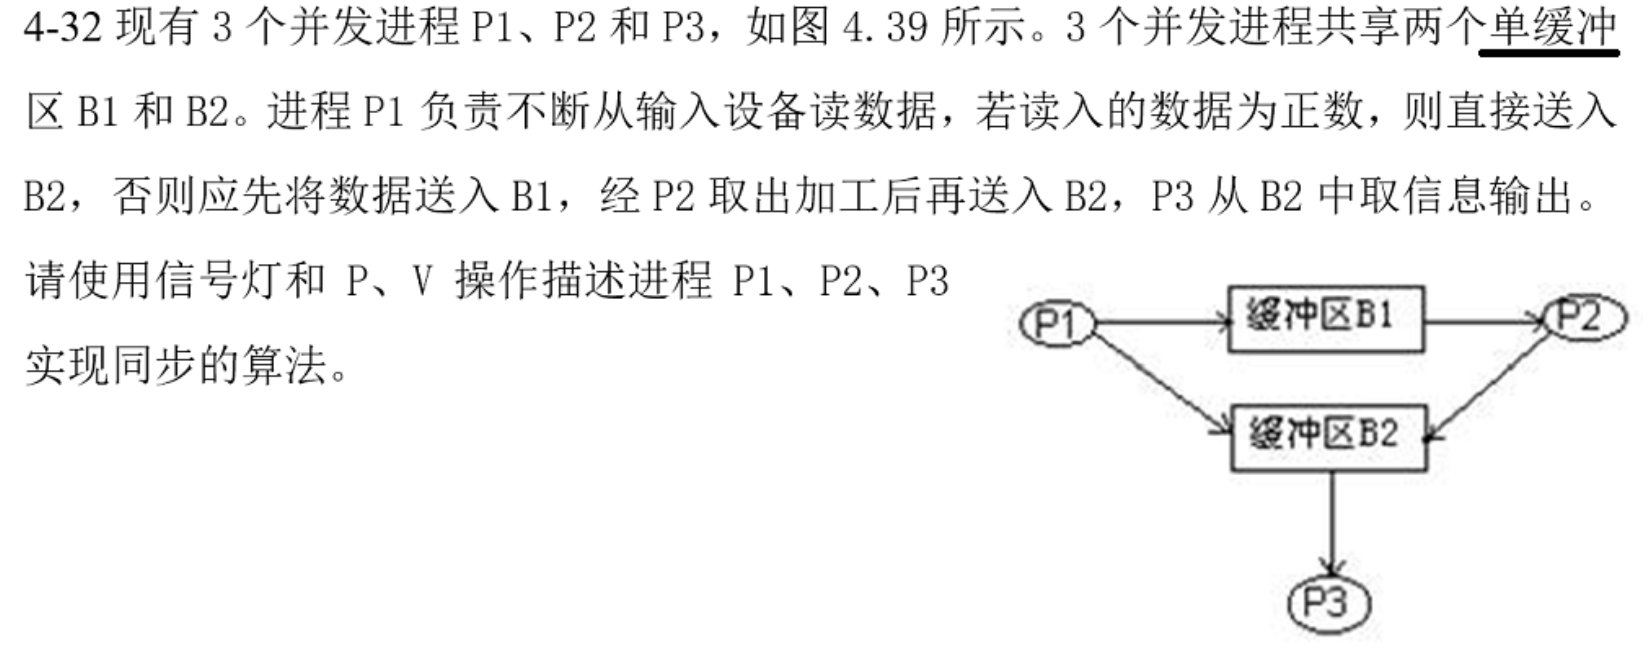 4-32 现有 3 个并发进程 P1、P2 和 P3，如图 4.39 所示。3 个并发进程共享两个单缓冲
区 B1 和 B2。进程 P1 负责不断从输入设备读数据，若读入的数据为正数，则直接送入
B2，否则应先将数据送入 B1，经 P2 取出加工后再送入 B2，P3 从 B2 中取信息输出。
请使用信号灯和 P、V 操作描述进程 P1、P2、P3
实现同步的算法。
P1
缓冲区B1
P2
缓冲区B2
P3